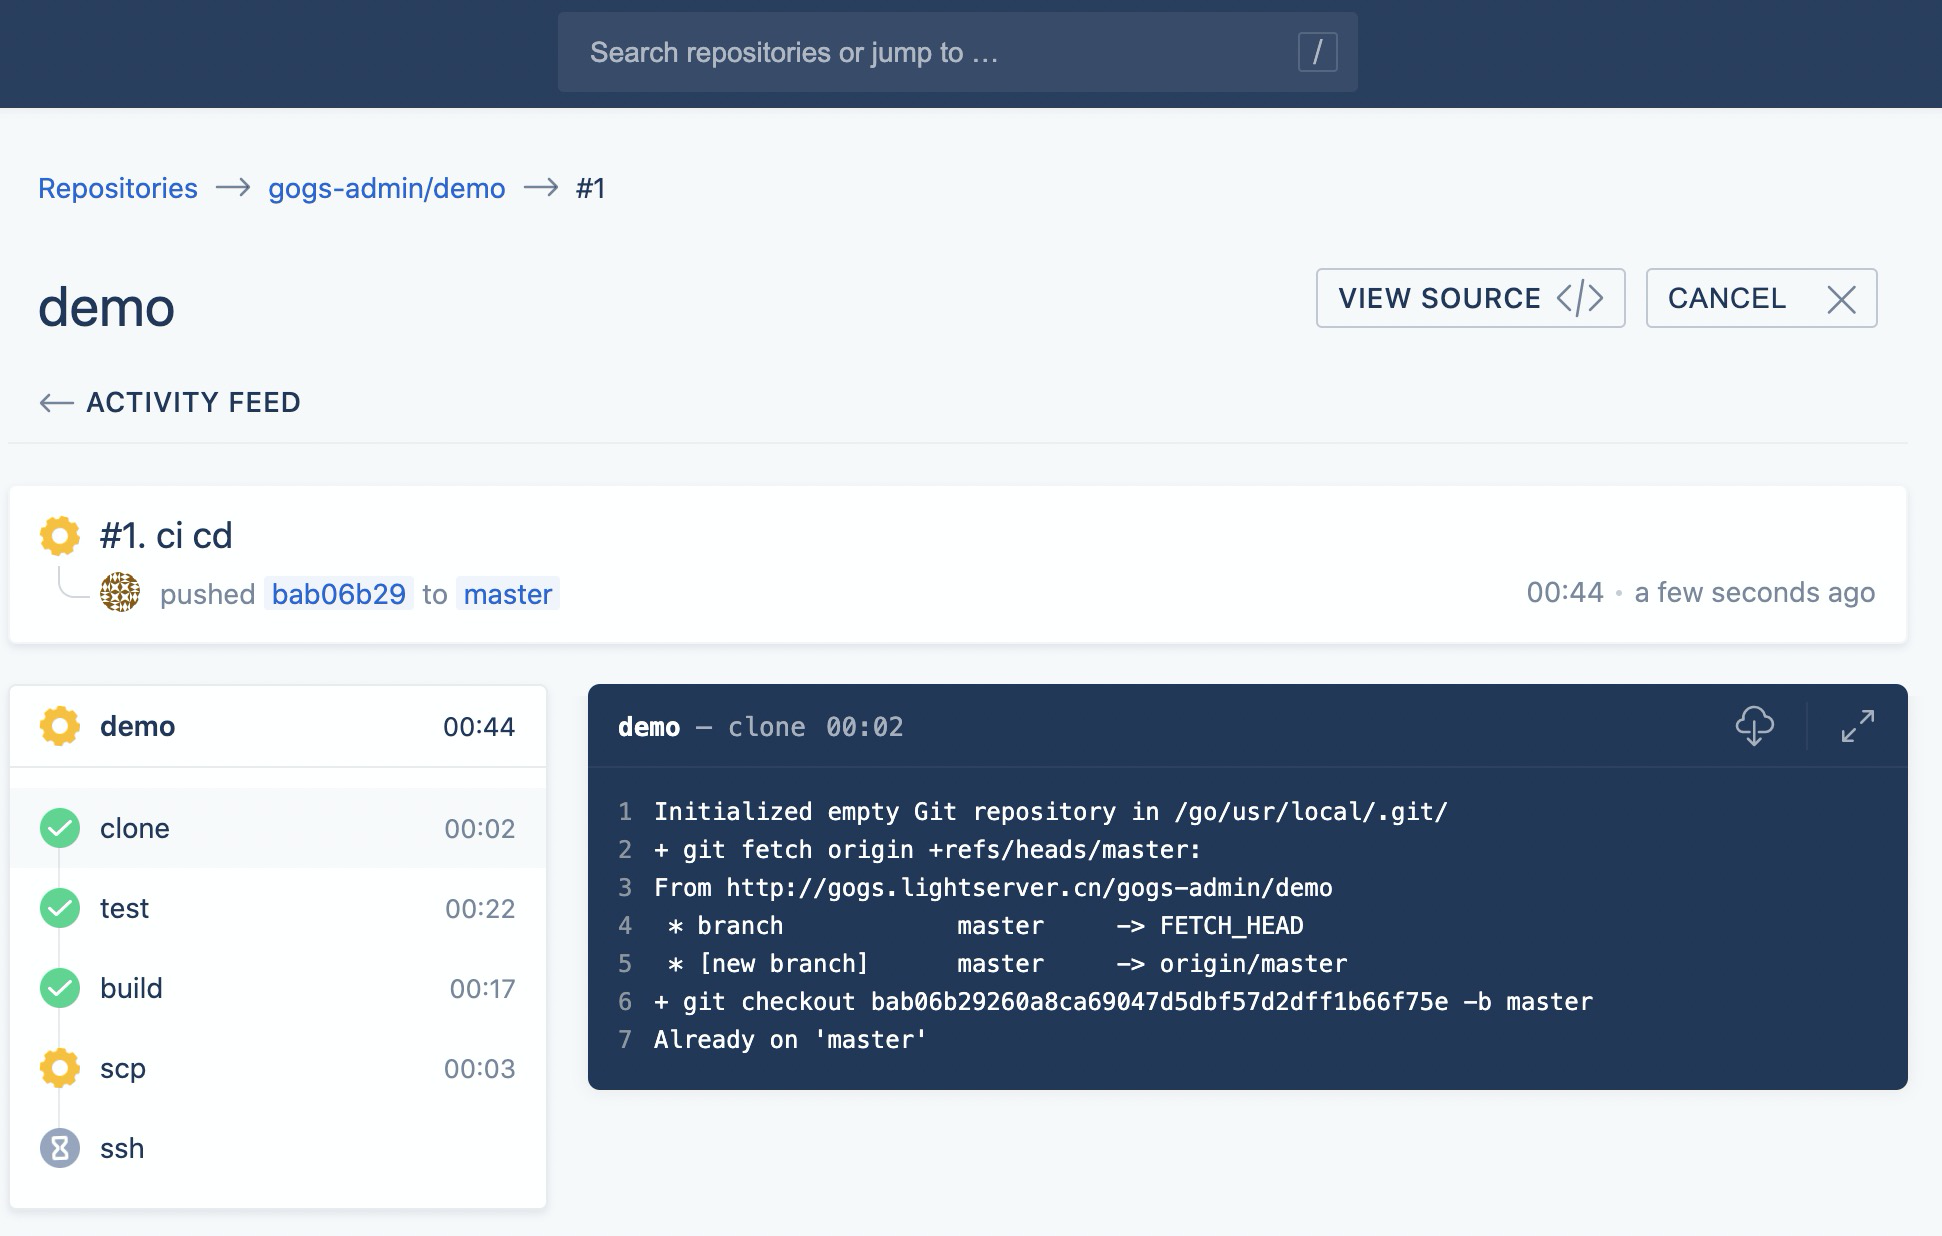 Search repositories or jump to … /
Repositories → gogs-admin/demo → #1
demo
VIEW SOURCE </> CANCEL
← ACTIVITY FEED
#1. ci cd
pushed bab06b29 to master
00:44 • a few seconds ago
demo 00:44
clone 00:02
test 00:22
build 00:17
scp 00:03
ssh
demo — clone 00:02
1 Initialized empty Git repository in /go/usr/local/.git/
2 + git fetch origin +refs/heads/master:
3 From http://gogs.lightserver.cn/gogs-admin/demo
4 * branch master -> FETCH_HEAD
5 * [new branch] master -> origin/master
6 + git checkout bab06b29260a8ca69047d5dbf57d2dff1b66f75e -b master
7 Already on 'master'